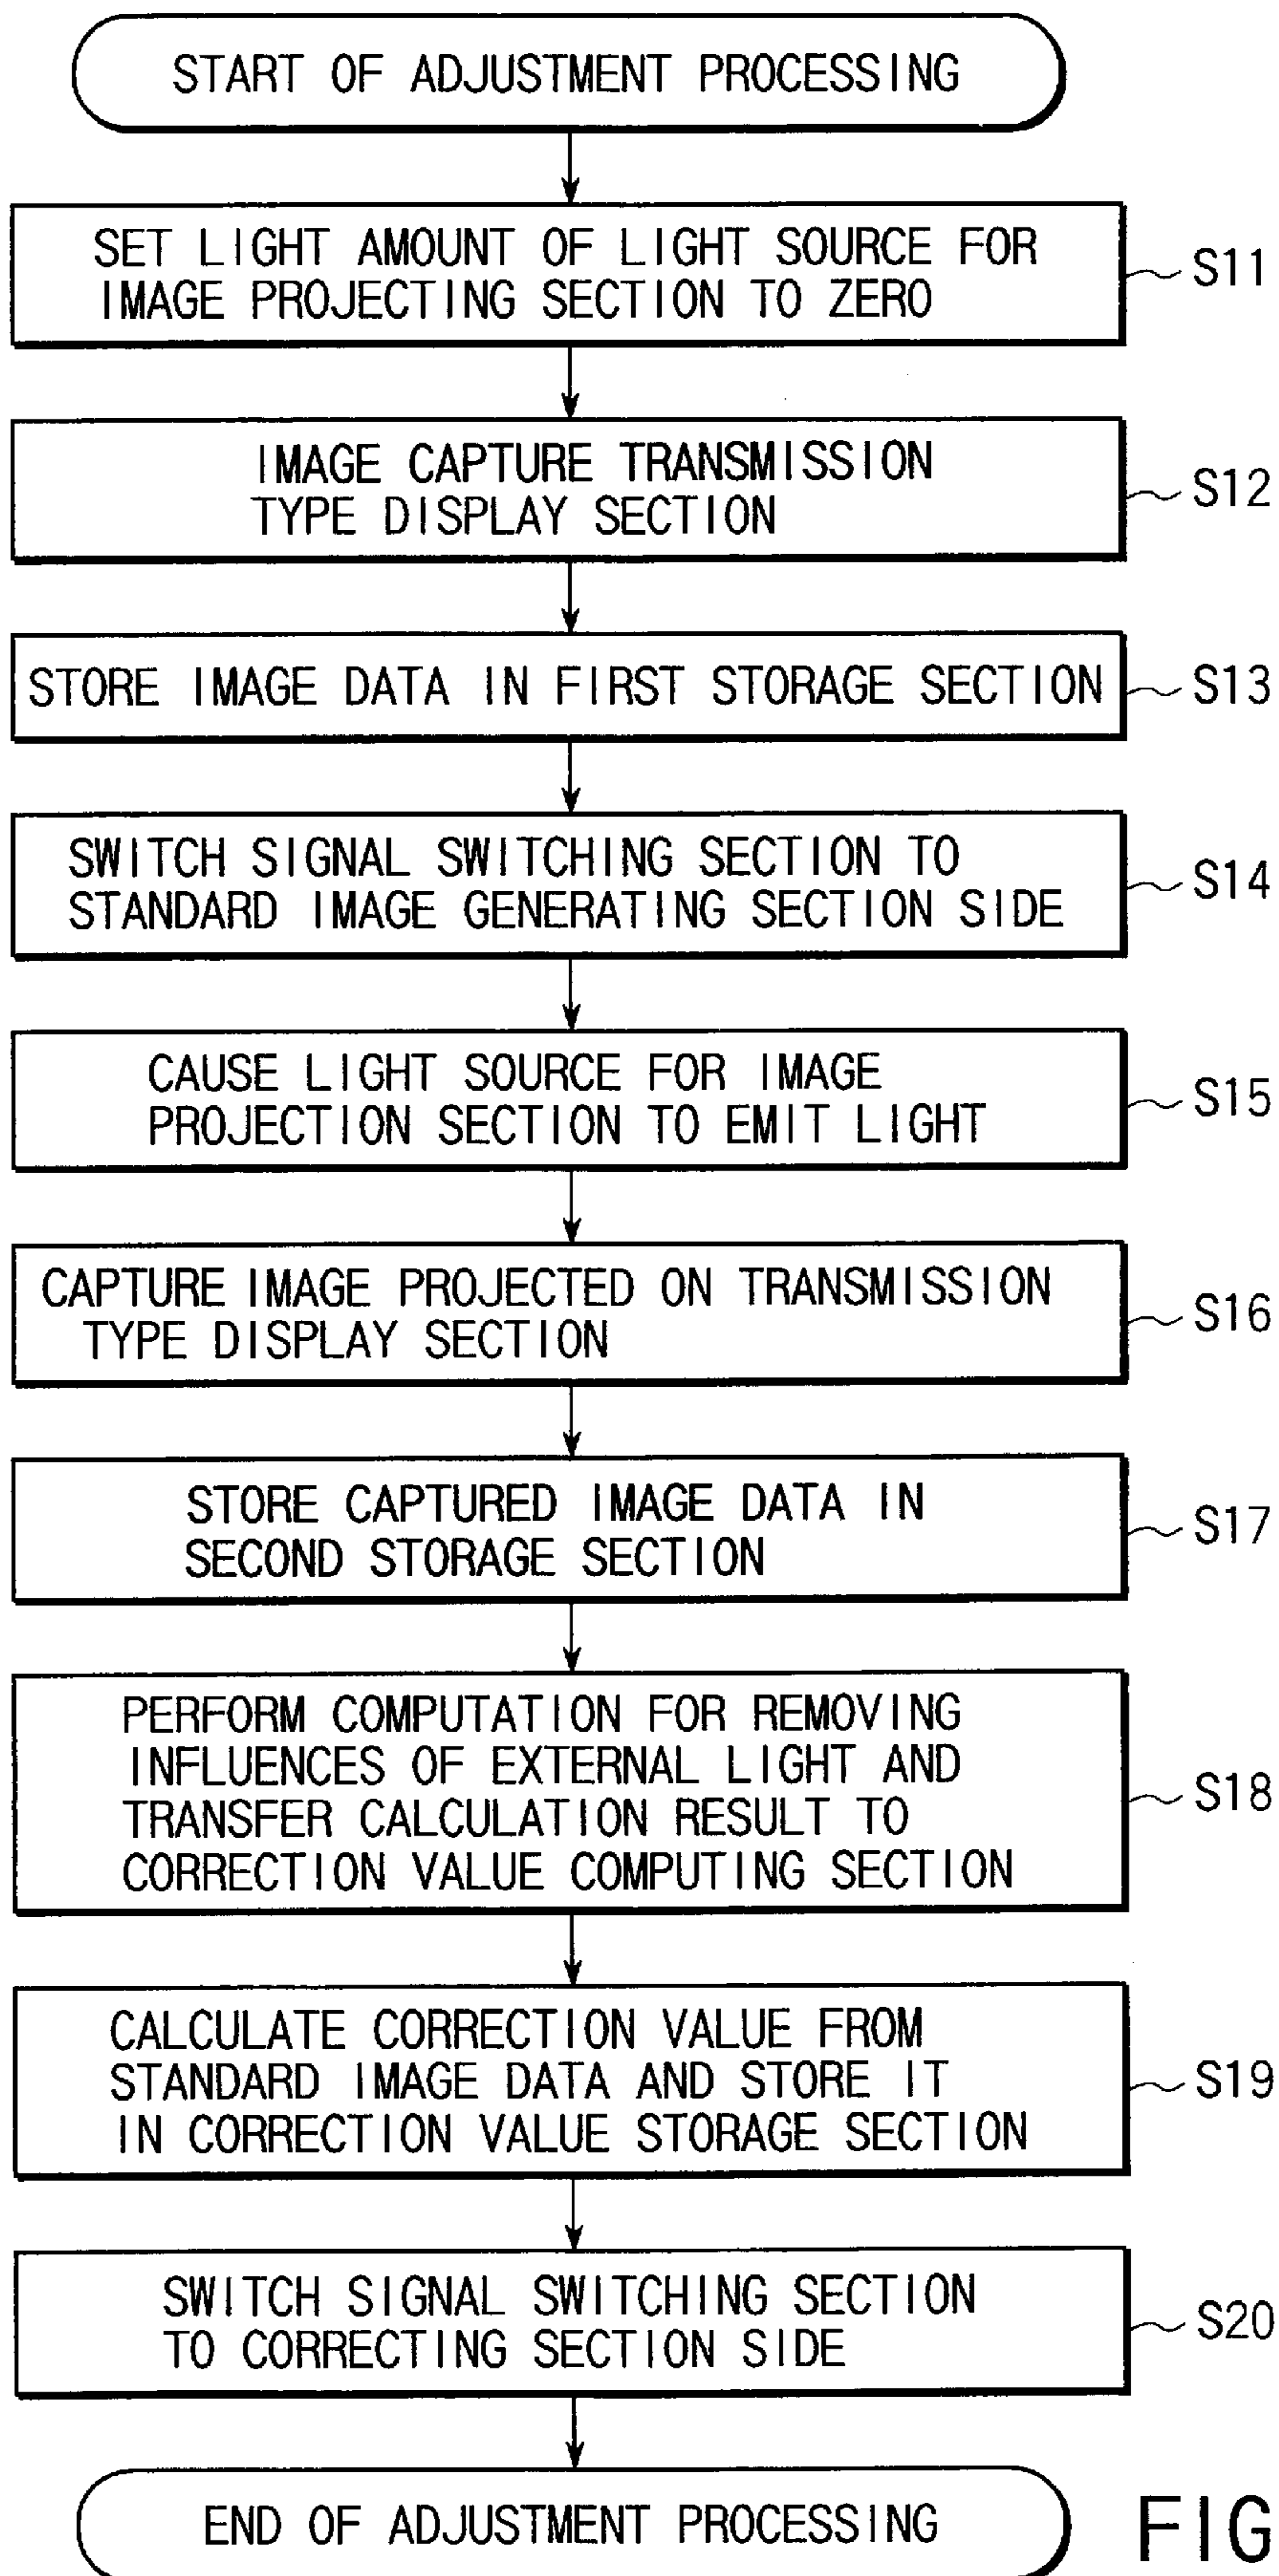 START OF ADJUSTMENT PROCESSING
SET LIGHT AMOUNT OF LIGHT SOURCE FOR
IMAGE PROJECTING SECTION TO ZERO
S11
IMAGE CAPTURE TRANSMISSION
TYPE DISPLAY SECTION
S12
STORE IMAGE DATA IN FIRST STORAGE SECTION
S13
SWITCH SIGNAL SWITCHING SECTION TO
STANDARD IMAGE GENERATING SECTION SIDE
S14
CAUSE LIGHT SOURCE FOR IMAGE
PROJECTION SECTION TO EMIT LIGHT
S15
CAPTURE IMAGE PROJECTED ON TRANSMISSION
TYPE DISPLAY SECTION
S16
STORE CAPTURED IMAGE DATA IN
SECOND STORAGE SECTION
S17
PERFORM COMPUTATION FOR REMOVING
INFLUENCES OF EXTERNAL LIGHT AND
TRANSFER CALCULATION RESULT TO
CORRECTION VALUE COMPUTING SECTION
S18
CALCULATE CORRECTION VALUE FROM
STANDARD IMAGE DATA AND STORE IT
IN CORRECTION VALUE STORAGE SECTION
S19
SWITCH SIGNAL SWITCHING SECTION
TO CORRECTING SECTION SIDE
S20
END OF ADJUSTMENT PROCESSING
FIG